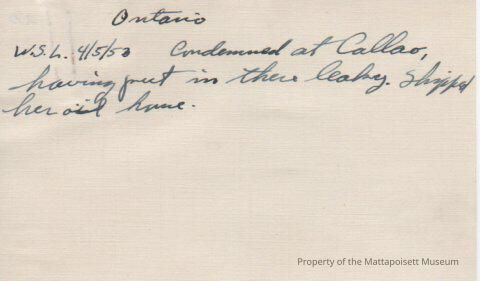 Ontario
W.S.L. 4/5/53 Condemned at Callao,
having put in there leaky. Shipped
her oil home.
Property of the Mattapoisett Museum